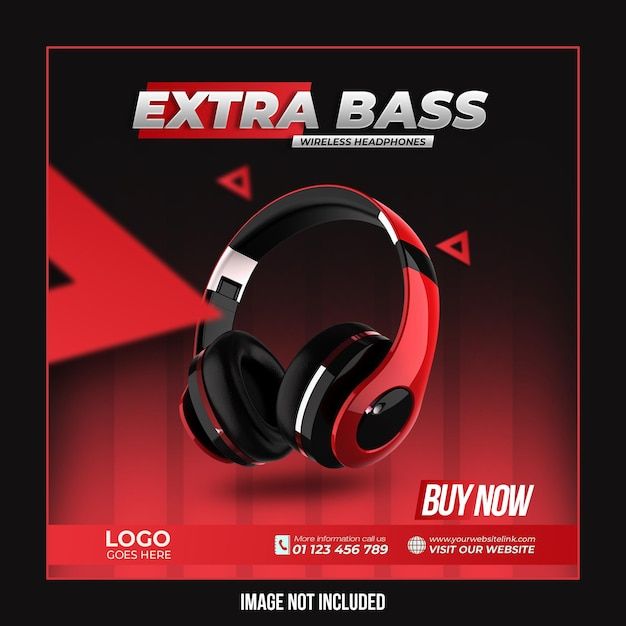 EXTRA BASS
WIRELESS HEADPHONES
BUY NOW
LOGO
GOES HERE
More information call us
01 123 456 789
www.yourwebsitelink.com
VISIT OUR WEBSITE
IMAGE NOT INCLUDED